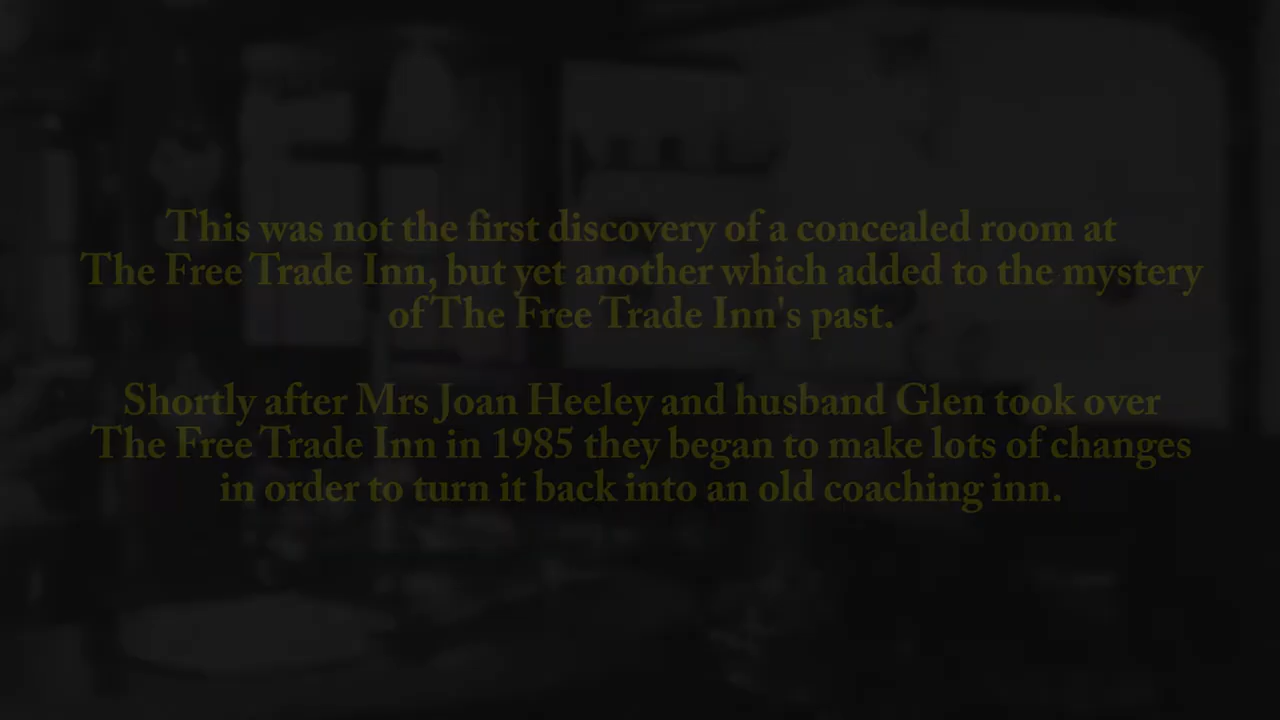 This was not the first discovery of a concealed room at
The Free Trade Inn, but yet another which added to the mystery
of The Free Trade Inn's past.
Shortly after Mrs Joan Heeley and husband Glen took over
The Free Trade Inn in 1985 they began to make lots of changes
in order to turn it back into an old coaching inn.